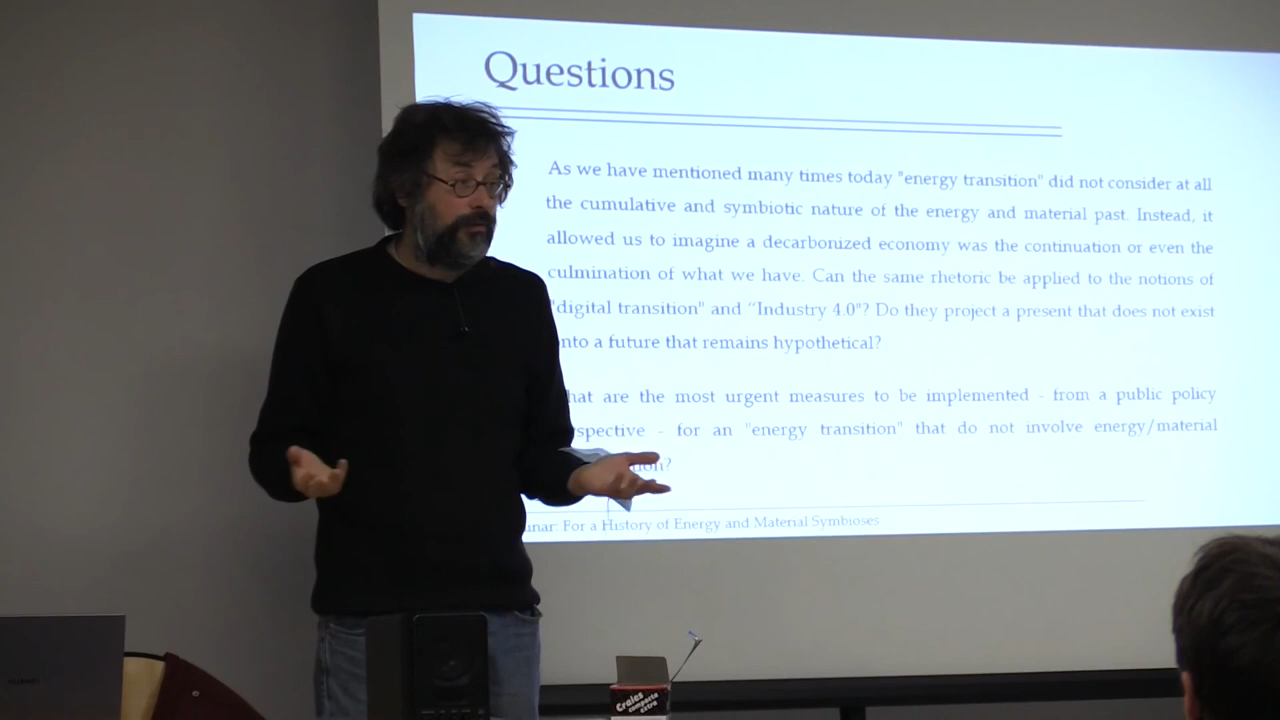 Questions
As we have mentioned many times today "energy transition" did not consider at all
the cumulative and symbiotic nature of the energy and material past. Instead, it
allowed us to imagine a decarbonized economy was the continuation or even the
culmination of what we have. Can the same rhetoric be applied to the notions of
"digital transition" and “Industry 4.0"? Do they project a present that does not exist
onto a future that remains hypothetical?
hat are the most urgent measures to be implemented - from a public policy
spective - for an "energy transition" that do not involve energy/material
inar: For a History of Energy and Material Symbioses
Craies
composte
extra